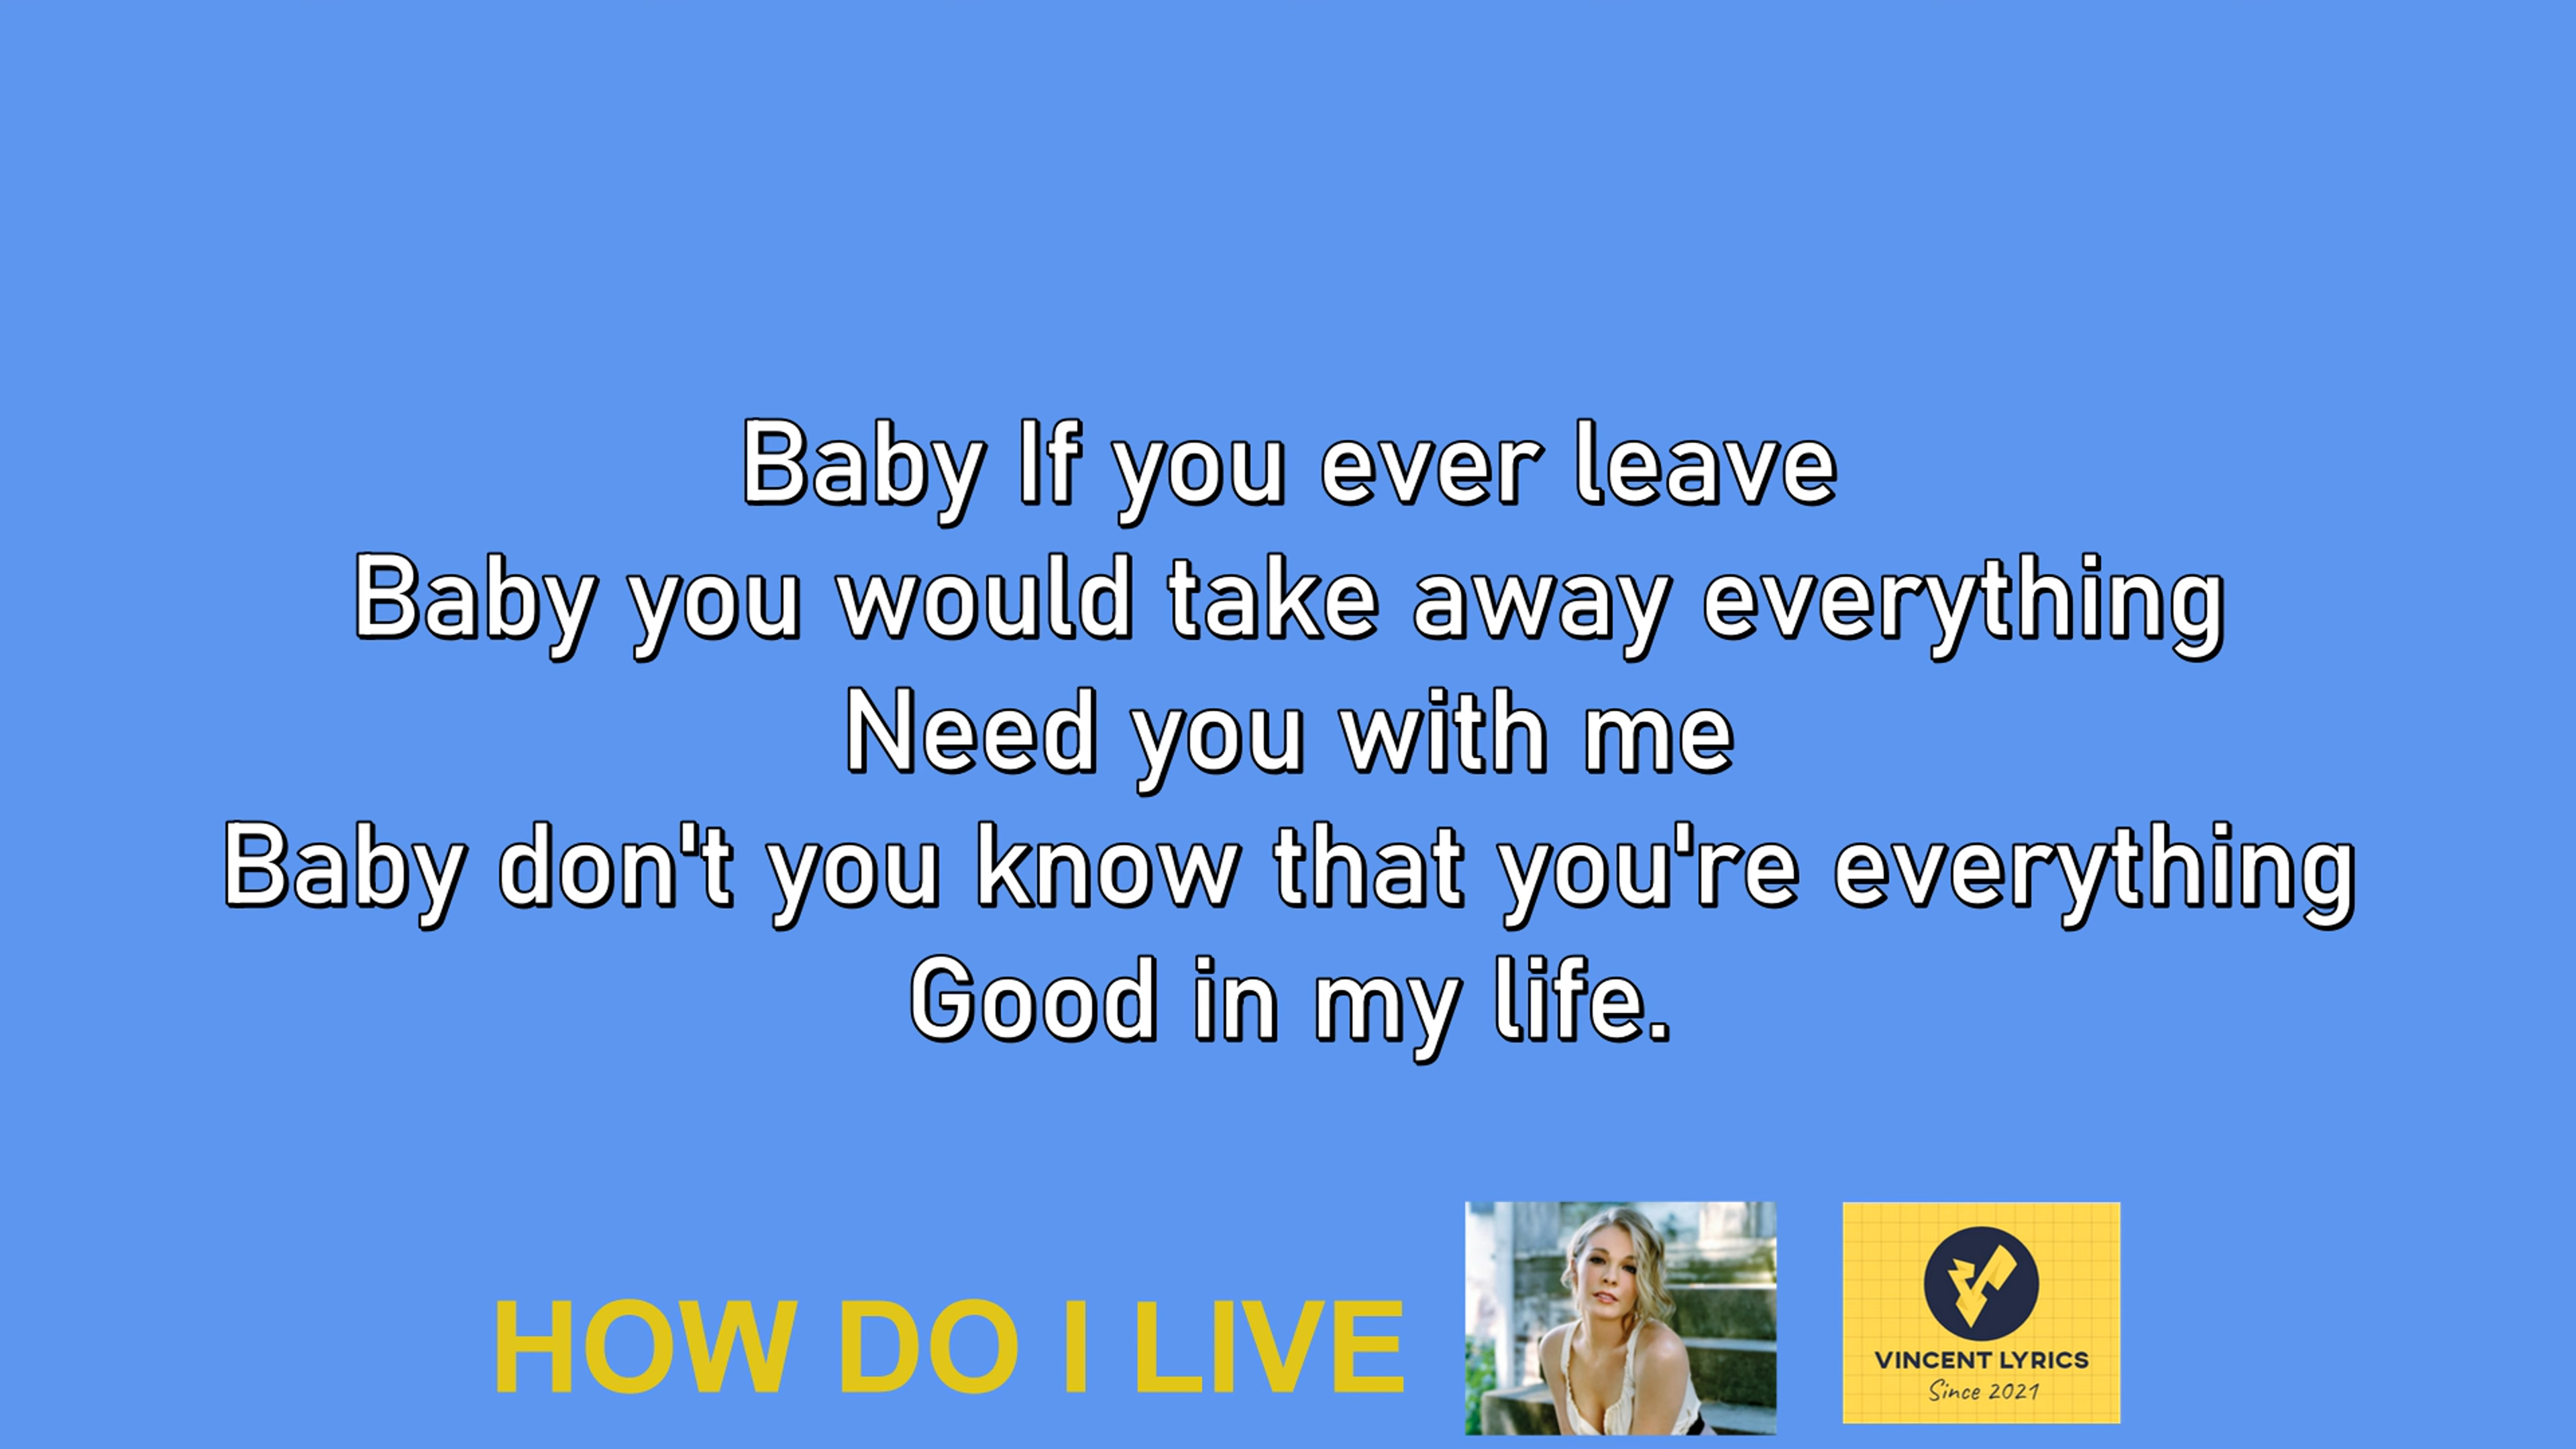 Baby If you ever leave
Baby you would take away everything
Need you with me
Baby don't you know that you're everything
Good in my life.
HOW DO I LIVE
VINCENT LYRICS
Since 2021